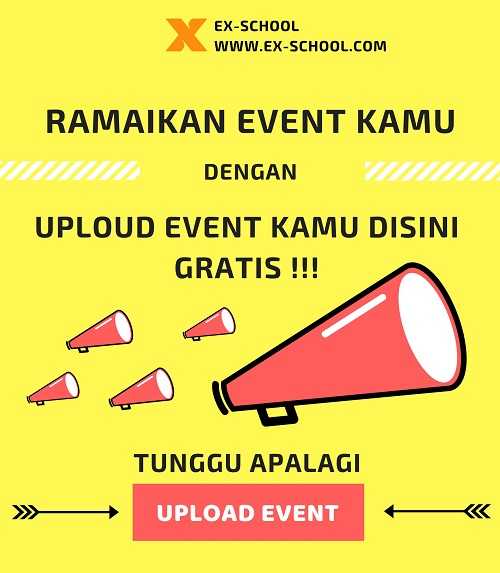 EX-SCHOOL
WWW.EX-SCHOOL.COM
RAMAIKAN EVENT KAMU
DENGAN
UPLOUD EVENT KAMU DISINI
GRATIS !!!
TUNGGU APALAGI
UPLOAD EVENT